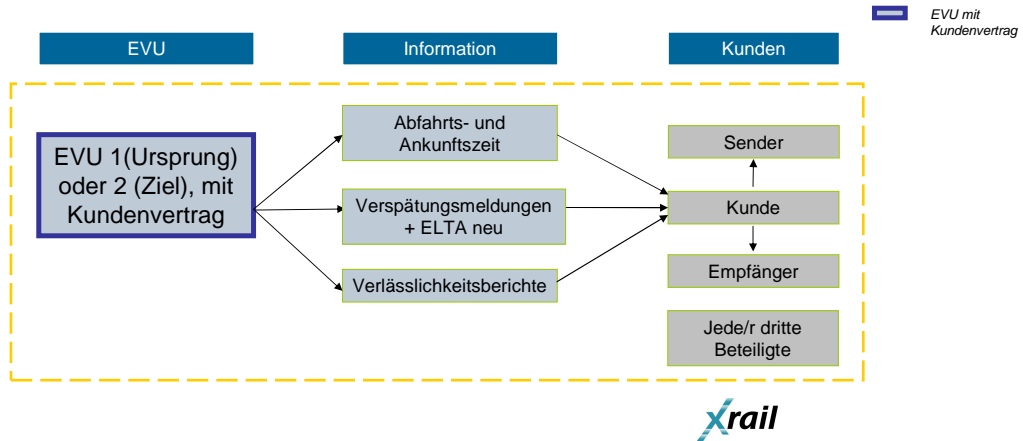 EVU mit
Kundenvertrag
EVU
Information
Kunden
EVU 1(Ursprung)
oder 2 (Ziel), mit
Kundenvertrag
Abfahrts- und
Ankunftszeit
Verspätungsmeldungen
+ ELTA neu
Verlässlichkeitsberichte
Sender
Kunde
Empfänger
Jede/r dritte
Beteiligte
xrail